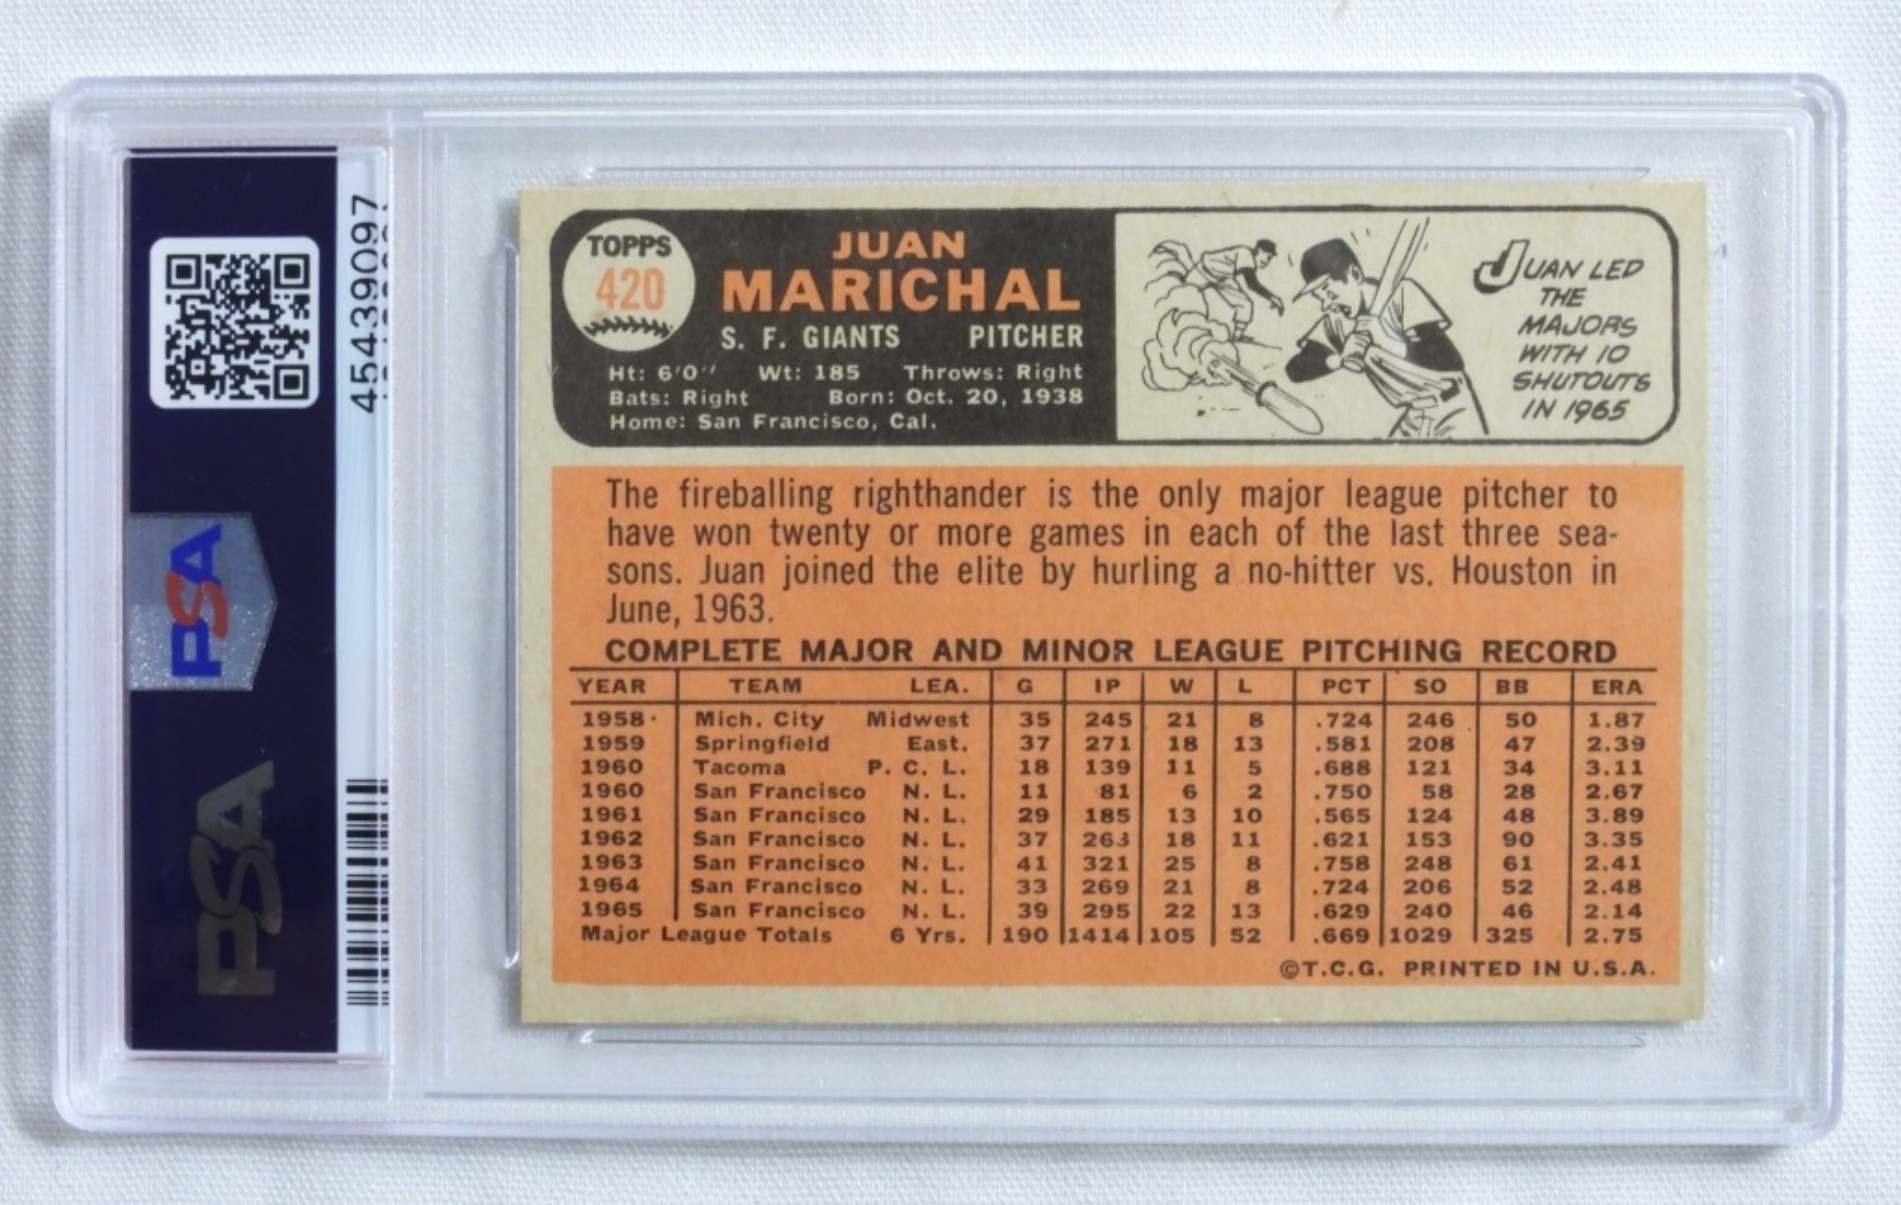 45439097
PSA
PSA
TOPPS
420
JUAN
MARICHAL
S. F. GIANTS PITCHER
Ht: 6'0" Wt: 185 Throws: Right
Bats: Right Born: Oct. 20, 1938
Home: San Francisco, Cal.
JUAN LED
THE
MAJORS
WITH 10
SHUTOUTS
IN 1965
The fireballing righthander is the only major league pitcher to
have won twenty or more games in each of the last three sea-
sons. Juan joined the elite by hurling a no-hitter vs. Houston in
June, 1963.
COMPLETE MAJOR AND MINOR LEAGUE PITCHING RECORD
YEAR TEAM LEA. G IP W L PCT SO BB ERA
1958 Mich. City Midwest 35 245 21 8 .724 246 50 1.87
1959 Springfield East. 37 271 18 13 .581 208 47 2.39
1960 Tacoma P. C. L. 18 139 11 5 .688 121 34 3.11
1960 San Francisco N. L. 11 81 6 2 .750 58 28 2.67
1961 San Francisco N. L. 29 185 13 10 .565 124 48 3.89
1962 San Francisco N. L. 37 263 18 11 .621 153 90 3.35
1963 San Francisco N. L. 41 321 25 8 .758 248 61 2.41
1964 San Francisco N. L. 33 269 21 8 .724 206 52 2.48
1965 San Francisco N. L. 39 295 22 13 .629 240 46 2.14
Major League Totals 6 Yrs. 190 1414 105 52 .669 1029 325 2.75
©T.C.G. PRINTED IN U.S.A.